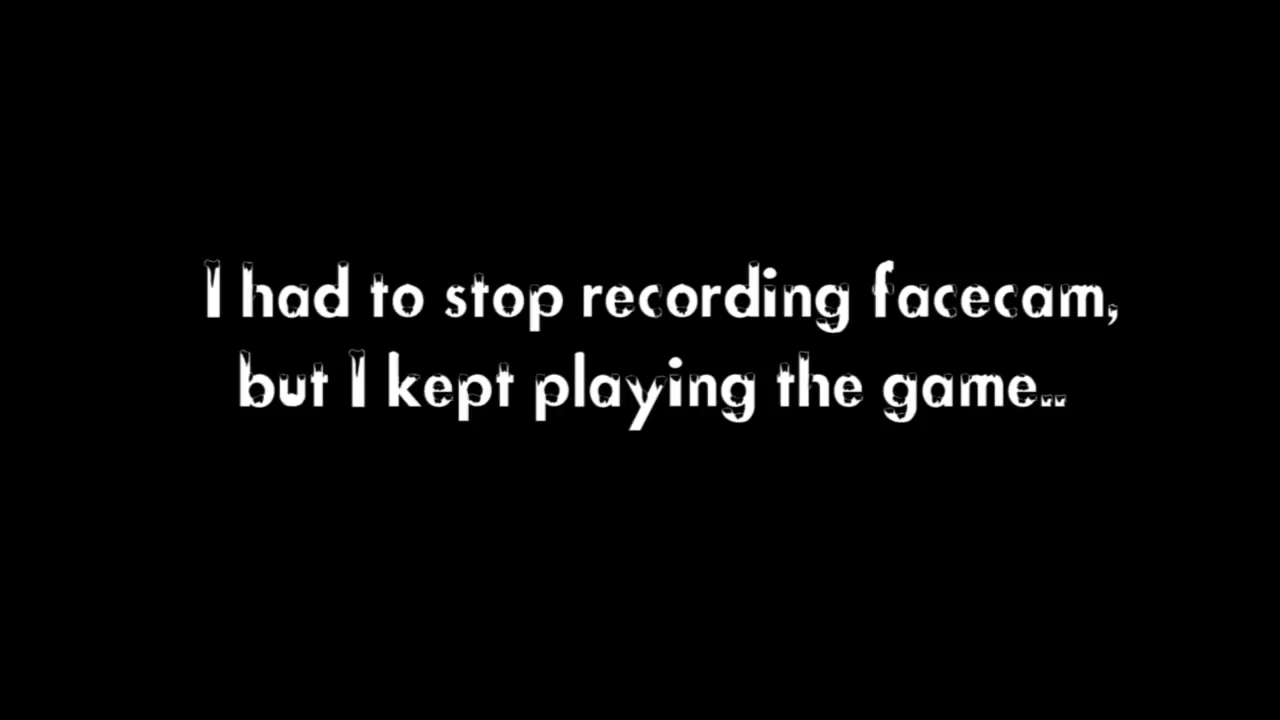 I had to stop recording facecam,
but I kept playing the game..